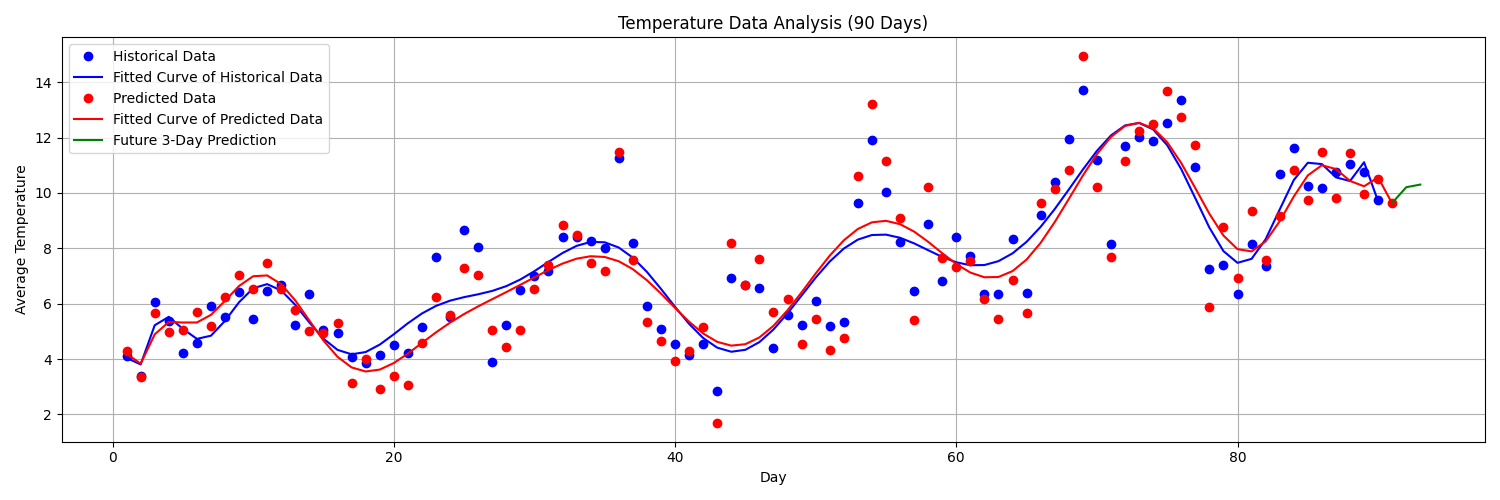 Temperature Data Analysis (90 Days)
Historical Data
Fitted Curve of Historical Data
Predicted Data
Fitted Curve of Predicted Data
Future 3-Day Prediction
Average Temperature
14
12
10
8
6
4
2
0
20
40
60
80
Day